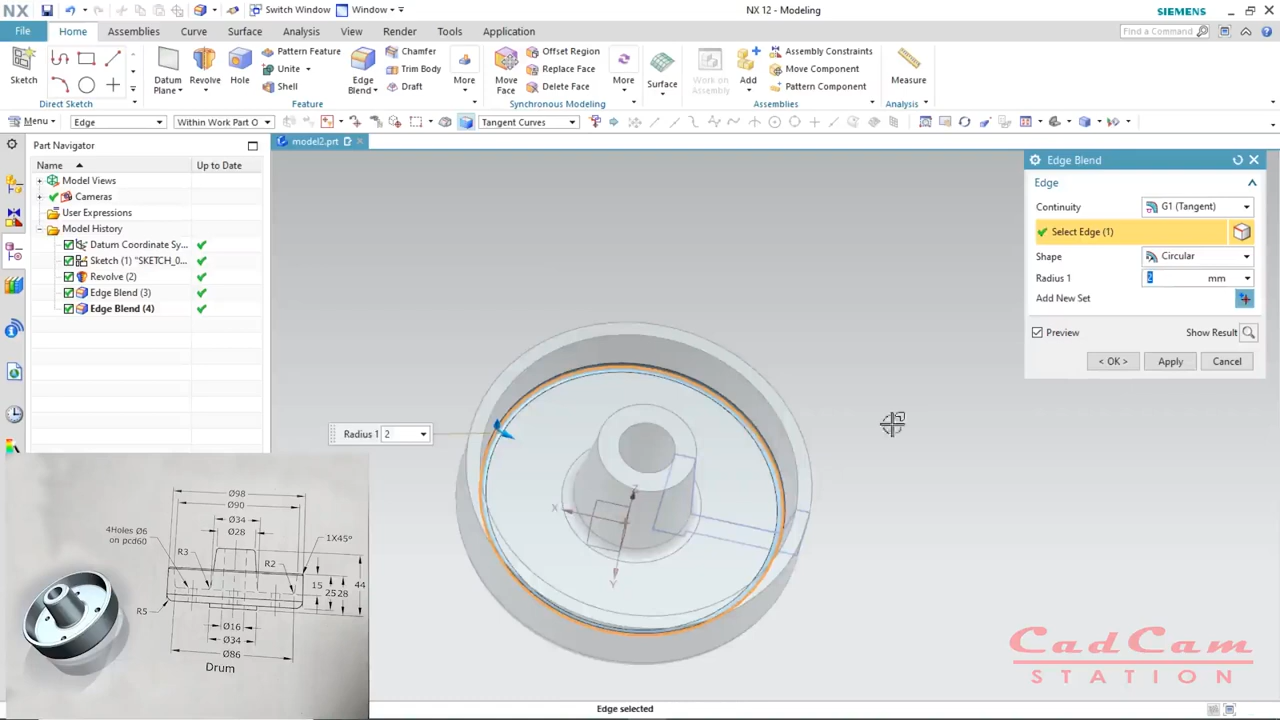 NX
Switch Window
Window
NX 12 - Modeling
SIEMENS
File
Home
Assemblies
Curve
Surface
Analysis
View
Render
Tools
Application
Find a Command
Sketch
Direct Sketch
Datum Plane
Revolve
Hole
Pattern Feature
Unite
Shell
Edge Blend
Chamfer
Trim Body
Draft
More
Feature
Move Face
Offset Region
Replace Face
Delete Face
More
Synchronous Modeling
Surface
Work on Assembly
Add
Assembly Constraints
Move Component
Pattern Component
Assemblies
Measure
Analysis
Menu
Edge
Within Work Part O
Tangent Curves
Part Navigator
model2.prt
Name
Up to Date
Model Views
Cameras
User Expressions
Model History
Datum Coordinate Sy...
Sketch (1) "SKETCH_0...
Revolve (2)
Edge Blend (3)
Edge Blend (4)
Edge Blend
Edge
Continuity
G1 (Tangent)
Select Edge (1)
Shape
Circular
Radius 1
2
mm
Add New Set
Preview
Show Result
< OK >
Apply
Cancel
Radius 1 2
X
Z
Y
Ø98
Ø90
Ø34
Ø28
4Holes Ø6
on pcd60
R3
1X45°
R2
15
25
28
44
R5
Ø16
Ø34
Ø86
Drum
CadCam
STATION
Edge selected